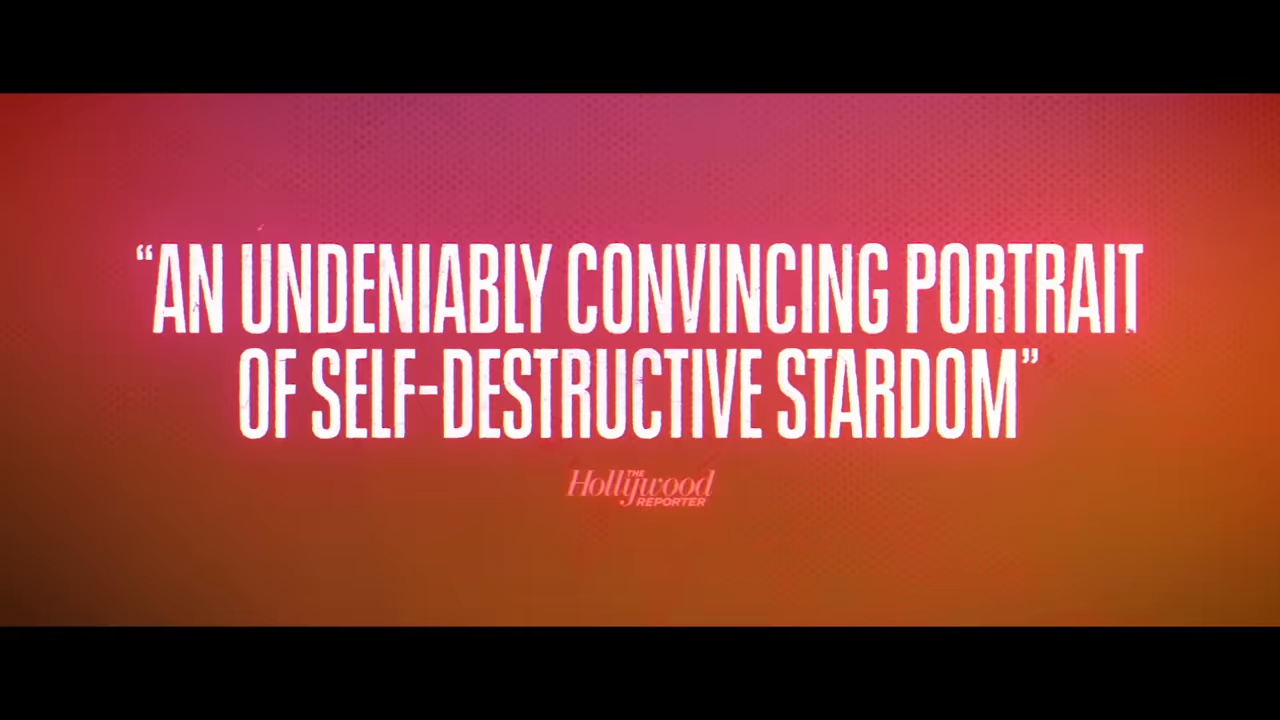 “AN UNDENIABLY CONVINCING PORTRAIT
OF SELF-DESTRUCTIVE STARDOM”
THE
Hollywood
REPORTER